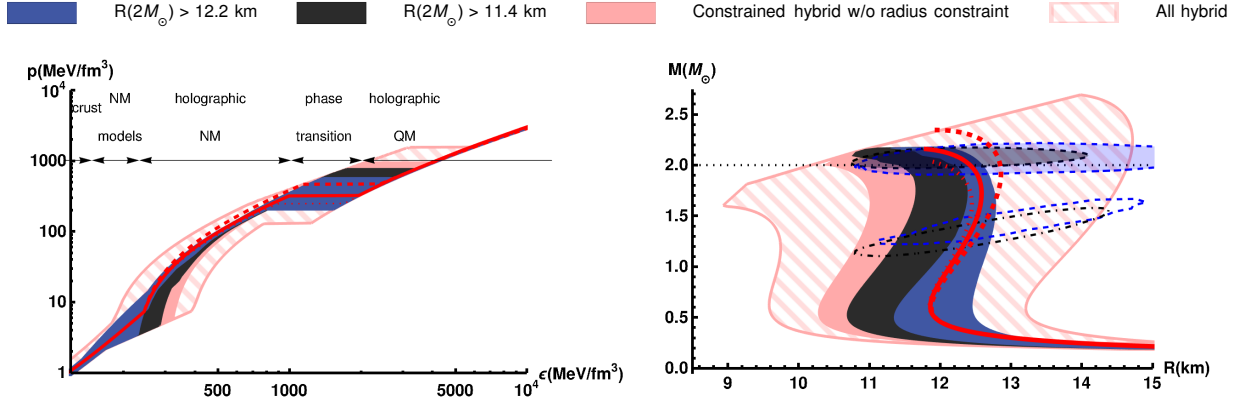 R(2M⊙) > 12.2 km
R(2M⊙) > 11.4 km
Constrained hybrid w/o radius constraint
All hybrid
p(MeV/fm³)
10⁴
1000
100
10
1
crust
NM
models
holographic
NM
phase
transition
holographic
QM
500
1000
5000
10⁴
ϵ(MeV/fm³)
M(M⊙)
2.5
2.0
1.5
1.0
0.5
0.0
9
10
11
12
13
14
15
R(km)